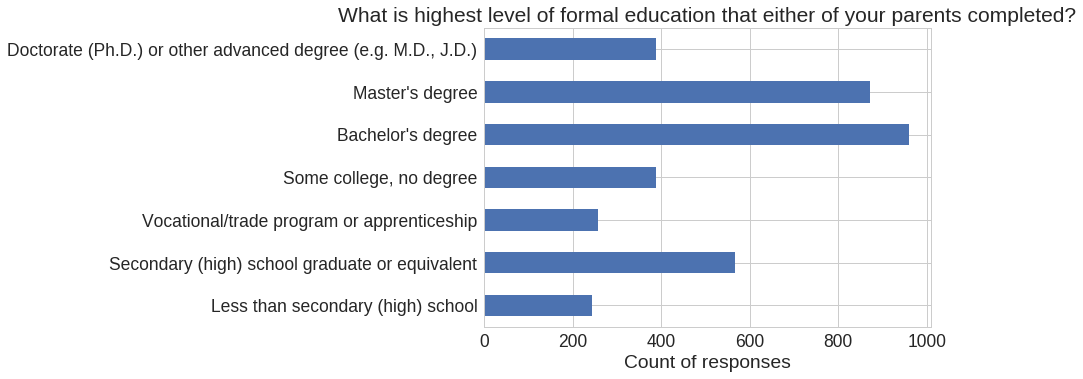 What is highest level of formal education that either of your parents completed?
Doctorate (Ph.D.) or other advanced degree (e.g. M.D., J.D.)
Master's degree
Bachelor's degree
Some college, no degree
Vocational/trade program or apprenticeship
Secondary (high) school graduate or equivalent
Less than secondary (high) school
0 200 400 600 800 1000
Count of responses